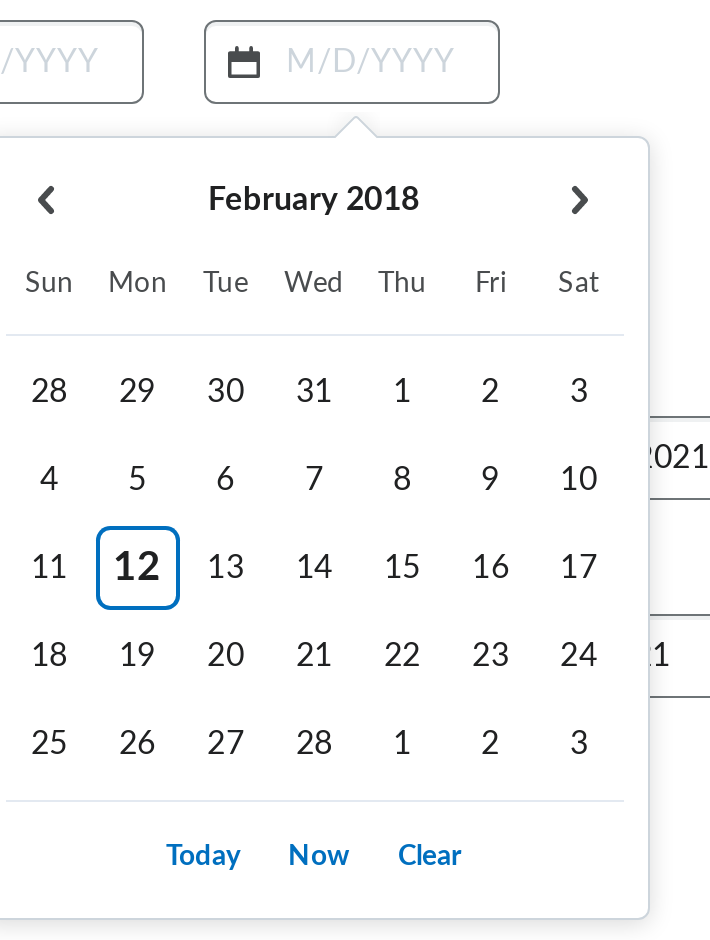 /YYYY M/D/YYYY
February 2018
Sun Mon Tue Wed Thu Fri Sat
28 29 30 31 1 2 3
4 5 6 7 8 9 10
2021
11 12 13 14 15 16 17
18 19 20 21 22 23 24
21
25 26 27 28 1 2 3
Today Now Clear